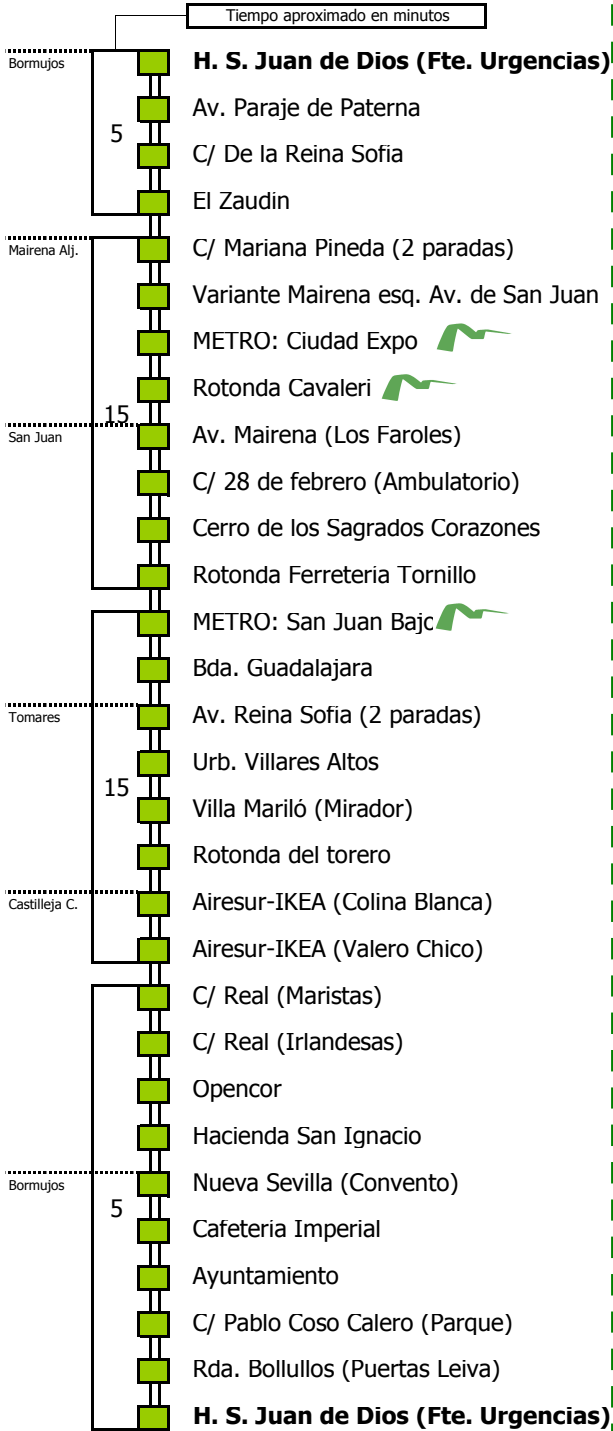 Tiempo aproximado en minutos
Bormujos
H. S. Juan de Dios (Fte. Urgencias)
Av. Paraje de Paterna
5
C/ De la Reina Sofia
El Zaudin
Mairena Alj.
C/ Mariana Pineda (2 paradas)
Variante Mairena esq. Av. de San Juan
METRO: Ciudad Expo
Rotonda Cavaleri
15
San Juan
Av. Mairena (Los Faroles)
C/ 28 de febrero (Ambulatorio)
Cerro de los Sagrados Corazones
Rotonda Ferreteria Tornillo
METRO: San Juan Bajo
Bda. Guadalajara
Tomares
Av. Reina Sofia (2 paradas)
Urb. Villares Altos
15
Villa Mariló (Mirador)
Rotonda del torero
Castilleja C.
Airesur-IKEA (Colina Blanca)
Airesur-IKEA (Valero Chico)
C/ Real (Maristas)
C/ Real (Irlandesas)
Opencor
Hacienda San Ignacio
Bormujos
Nueva Sevilla (Convento)
5
Cafeteria Imperial
Ayuntamiento
C/ Pablo Coso Calero (Parque)
Rda. Bollullos (Puertas Leiva)
H. S. Juan de Dios (Fte. Urgencias)